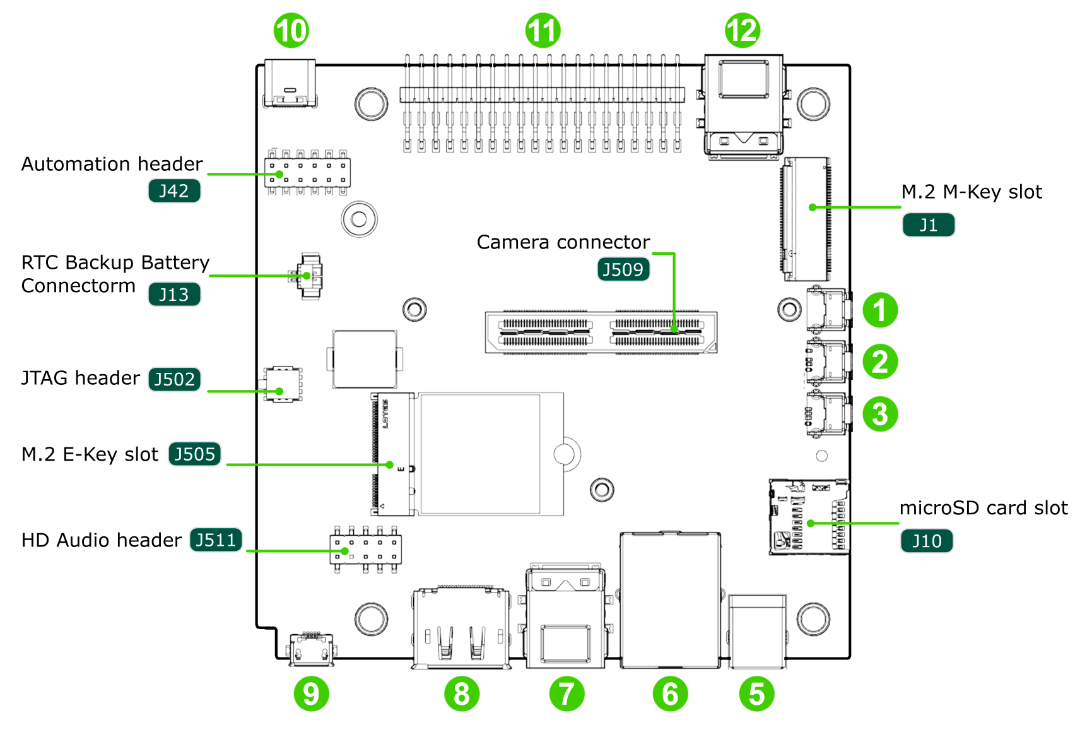 10
11
12
Automation header
J42
M.2 M-Key slot
J1
Camera connector
J509
RTC Backup Battery
Connectorm J13
1
2
JTAG header J502
3
M.2 E-Key slot J505
E
microSD card slot
J10
HD Audio header J511
9
8
7
6
5